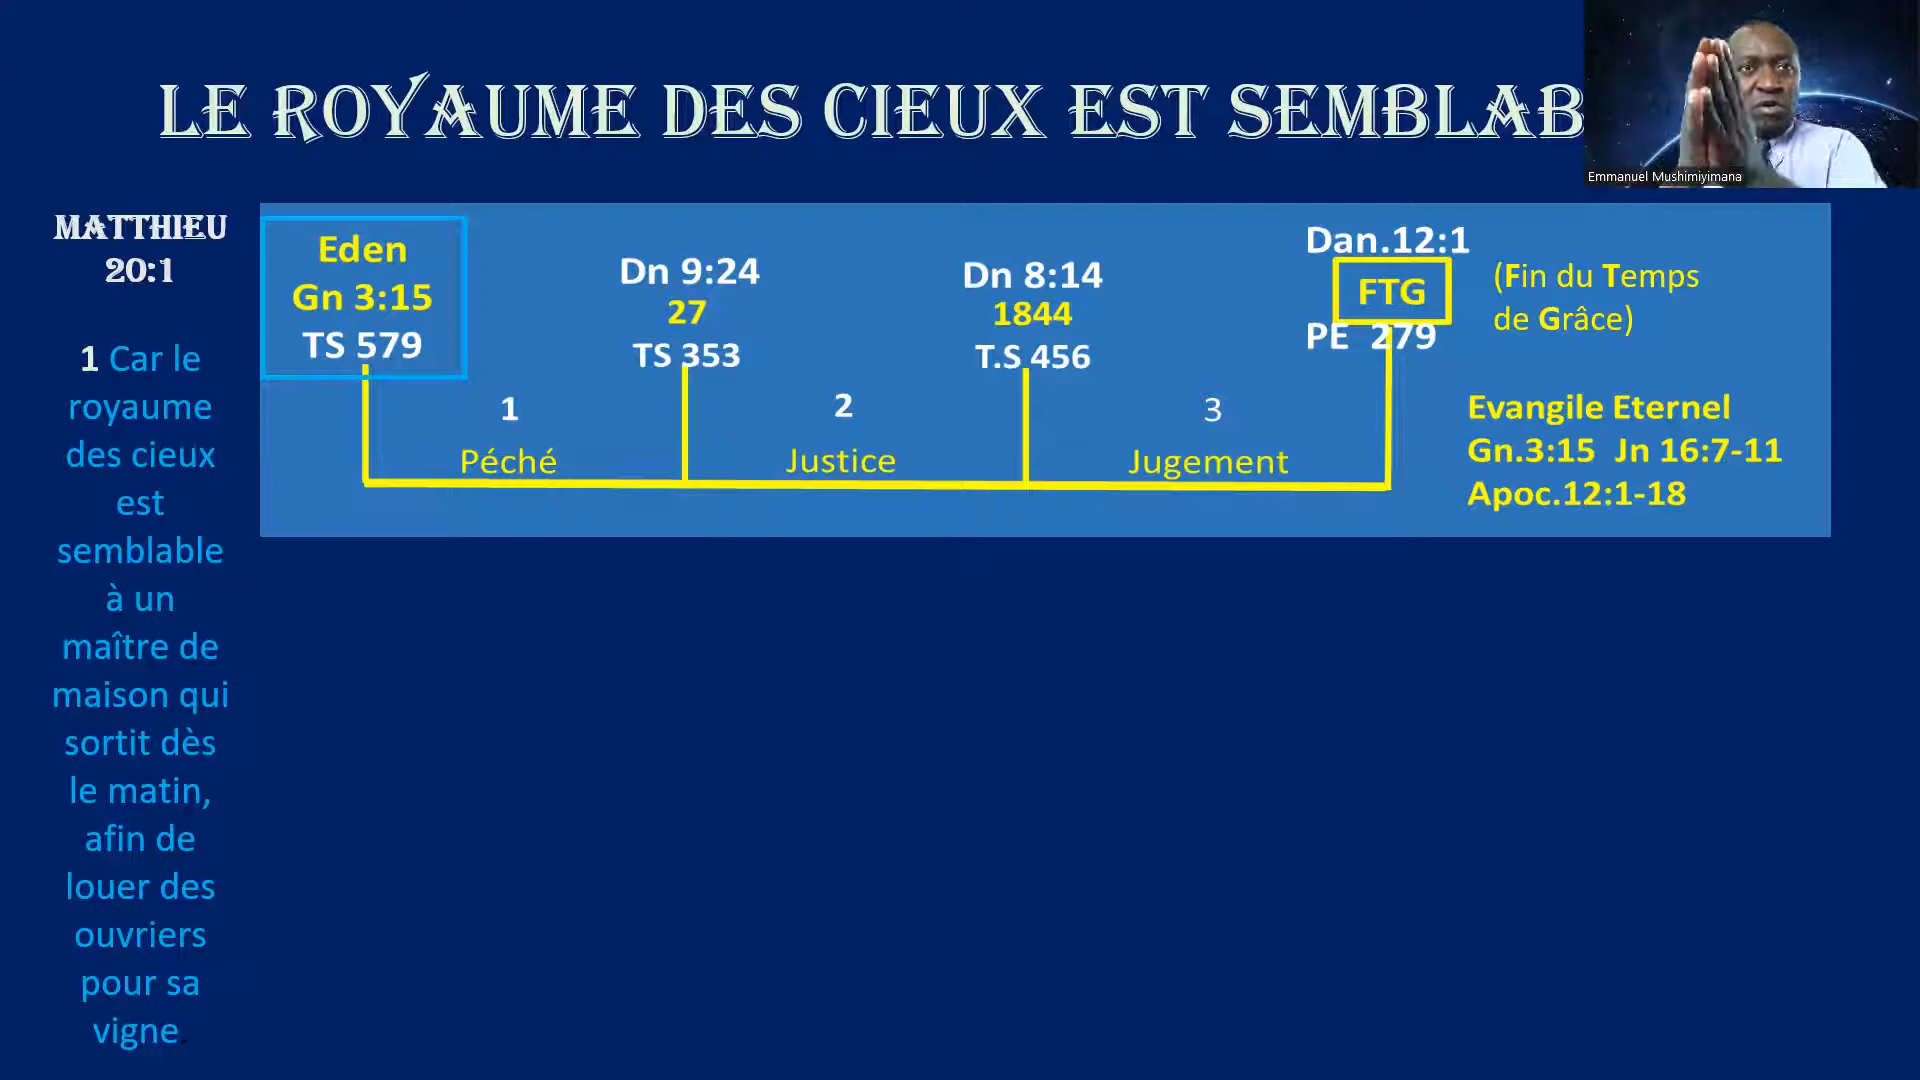 LE ROYAUME DES CIEUX EST SEMBLAB
Emmanuel Mushimiyimana
MATTHIEU
20:1
1 Car le
royaume
des cieux
est
semblable
à un
maître de
maison qui
sortit dès
le matin,
afin de
louer des
ouvriers
pour sa
vigne.
Eden
Gn 3:15
TS 579
Dn 9:24
27
TS 353
Dn 8:14
1844
T.S 456
Dan.12:1
FTG
PE 279
(Fin du Temps
de Grâce)
1
Péché
2
Justice
3
Jugement
Evangile Eternel
Gn.3:15 Jn 16:7-11
Apoc.12:1-18